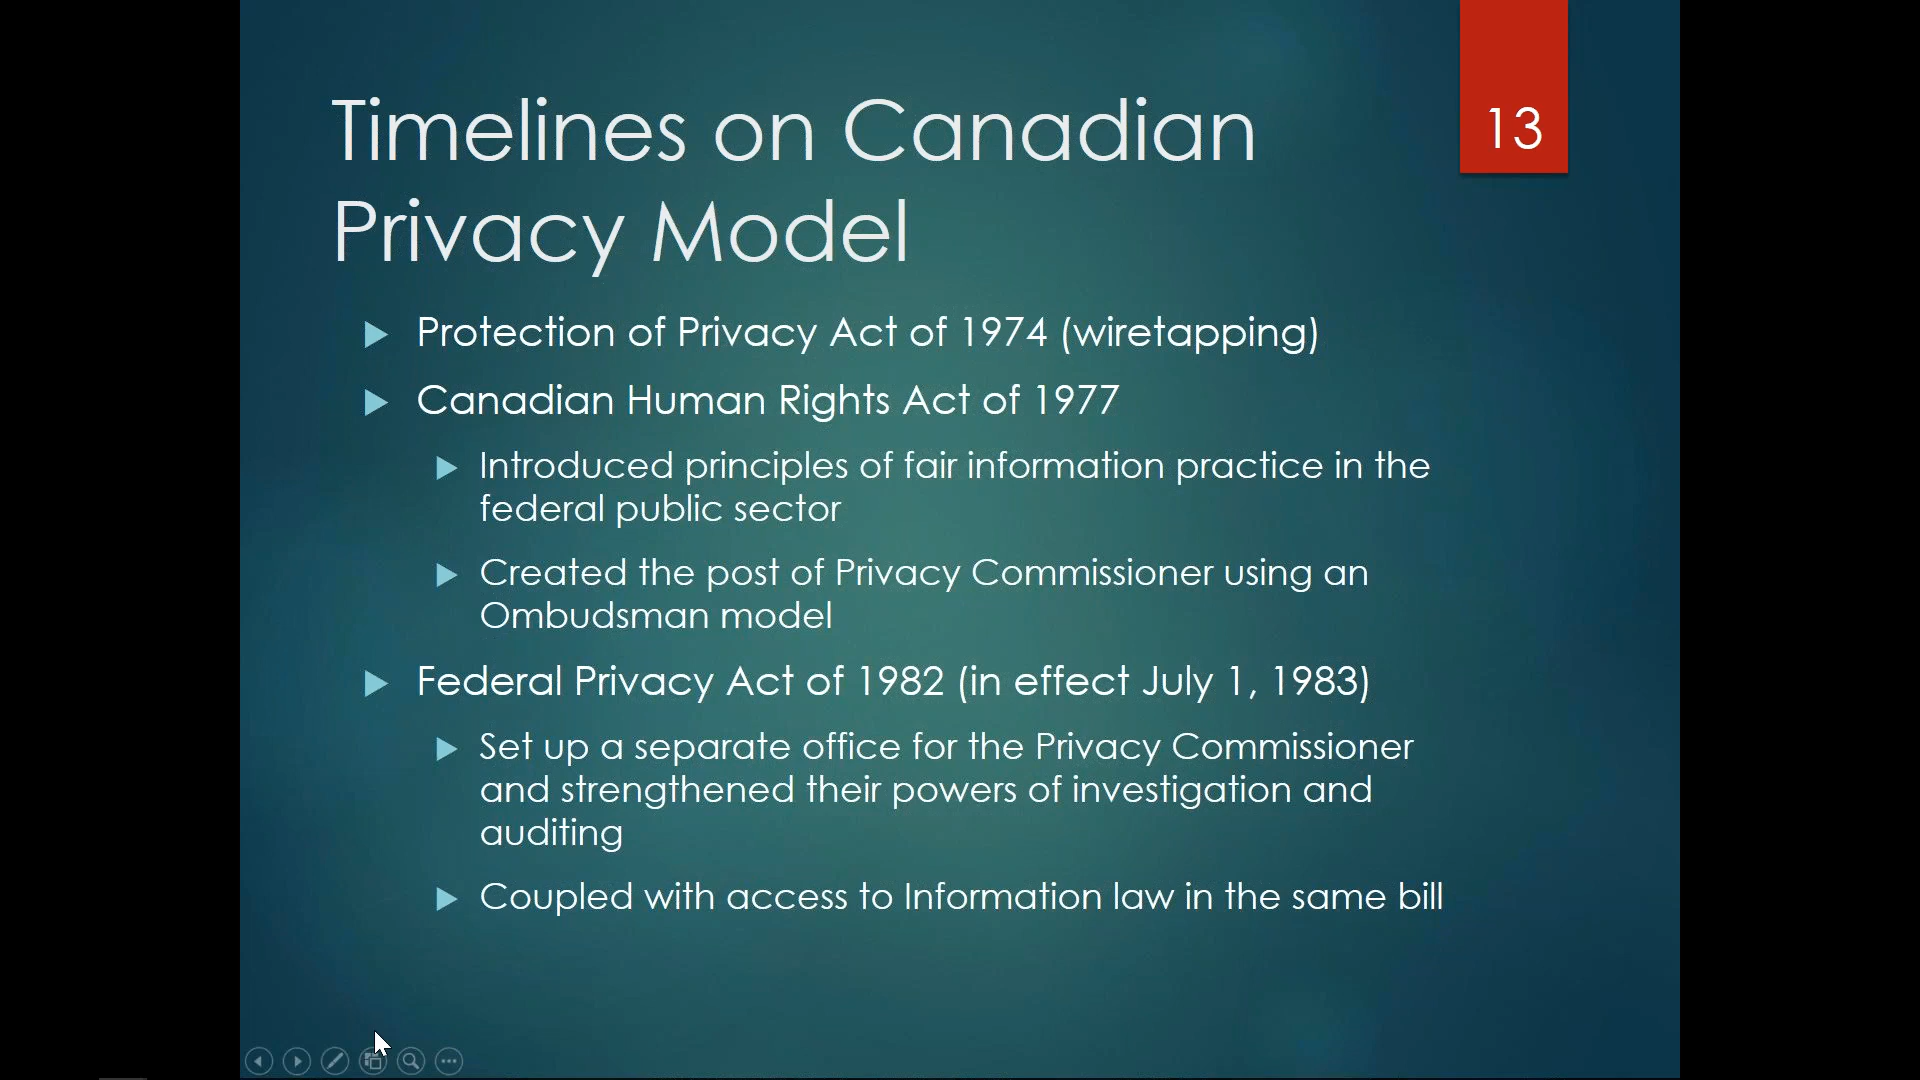 Timelines on Canadian
Privacy Model
13
Protection of Privacy Act of 1974 (wiretapping)
Canadian Human Rights Act of 1977
Introduced principles of fair information practice in the
federal public sector
Created the post of Privacy Commissioner using an
Ombudsman model
Federal Privacy Act of 1982 (in effect July 1, 1983)
Set up a separate office for the Privacy Commissioner
and strengthened their powers of investigation and
auditing
Coupled with access to Information law in the same bill